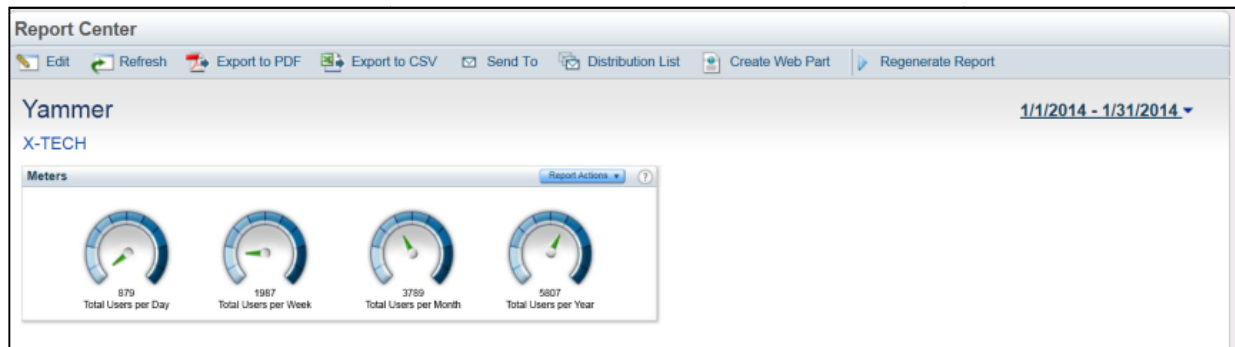 Report Center
Edit Refresh Export to PDF Export to CSV Send To Distribution List Create Web Part Regenerate Report
Yammer 1/1/2014 - 1/31/2014
X-TECH
Meters Report Actions ?
879 1987 3789 5807
Total Users per Day Total Users per Week Total Users per Month Total Users per Year